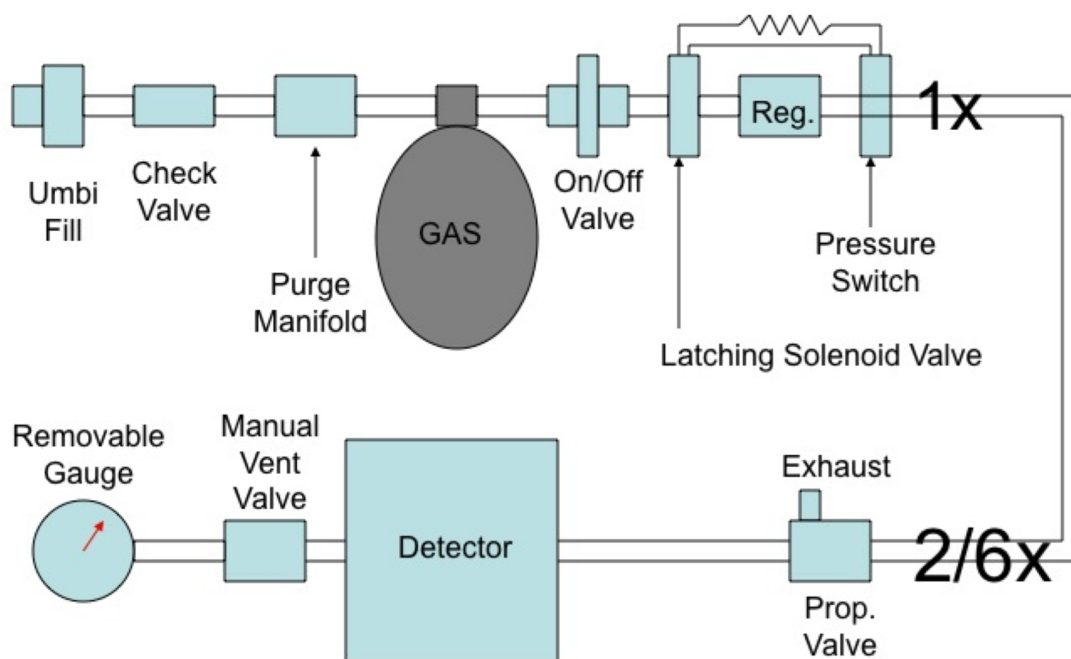 Umbi
Fill
Check
Valve
Purge
Manifold
GAS
On/Off
Valve
Reg.
1x
Pressure
Switch
Latching Solenoid Valve
Removable
Gauge
Manual
Vent
Valve
Detector
Exhaust
Prop.
Valve
2/6x